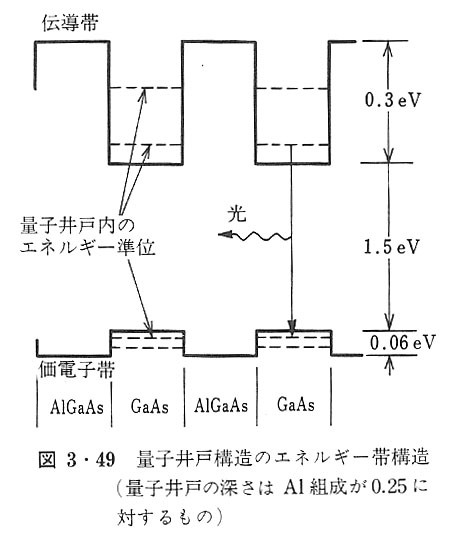 伝導帯
0.3 eV
量子井戸内の
エネルギー準位
光
1.5 eV
0.06 eV
価電子帯
AlGaAs GaAs AlGaAs GaAs
図 3・49 量子井戸構造のエネルギー帯構造
(量子井戸の深さは Al 組成が 0.25 に
対するもの)